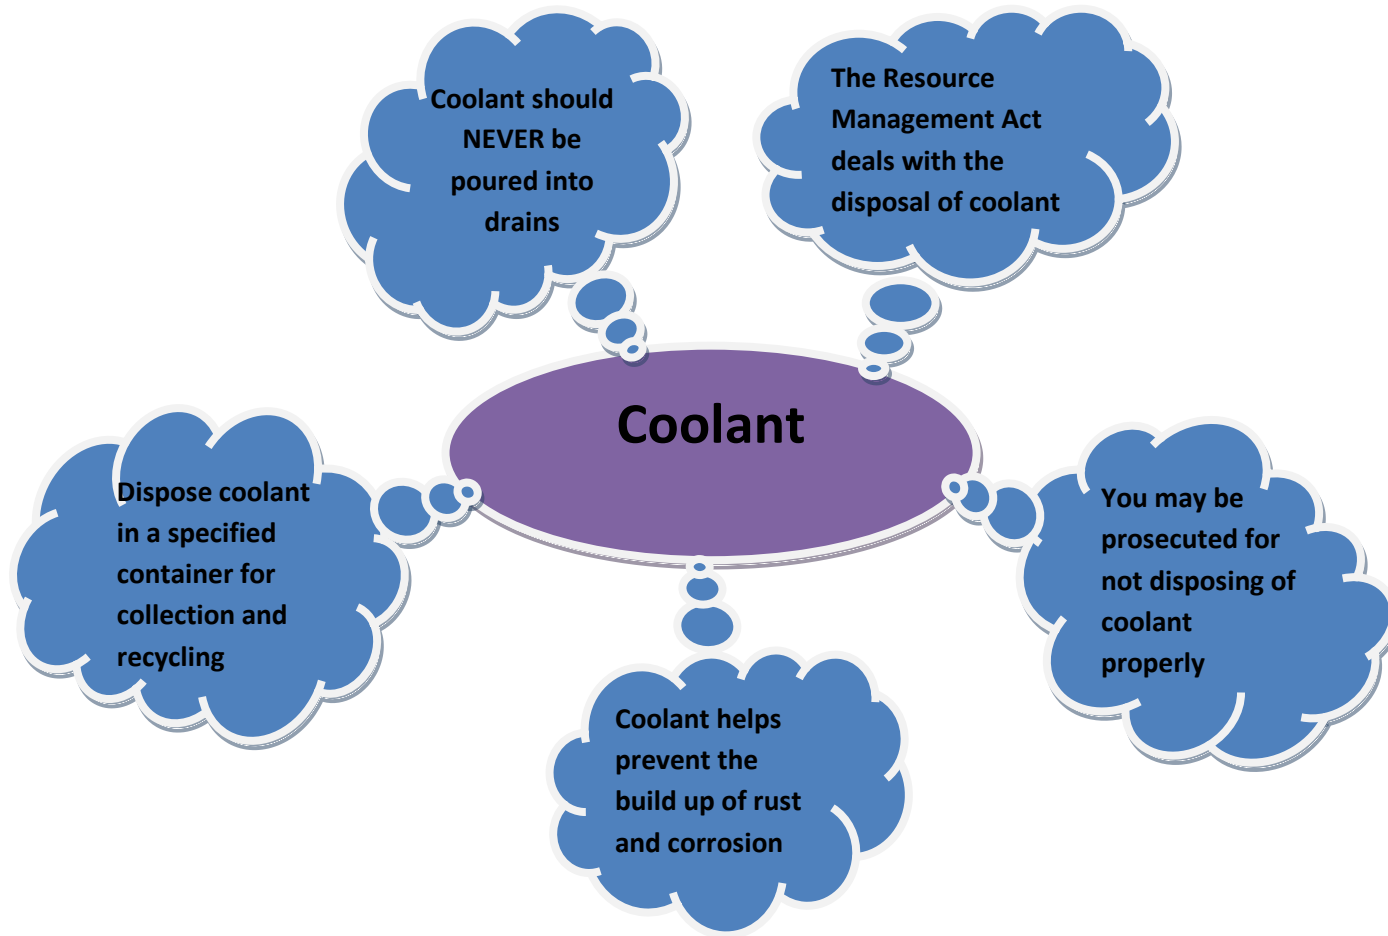 Coolant should
NEVER be
poured into
drains
The Resource
Management Act
deals with the
disposal of coolant
Coolant
Dispose coolant
in a specified
container for
collection and
recycling
You may be
prosecuted for
not disposing of
coolant
properly
Coolant helps
prevent the
build up of rust
and corrosion